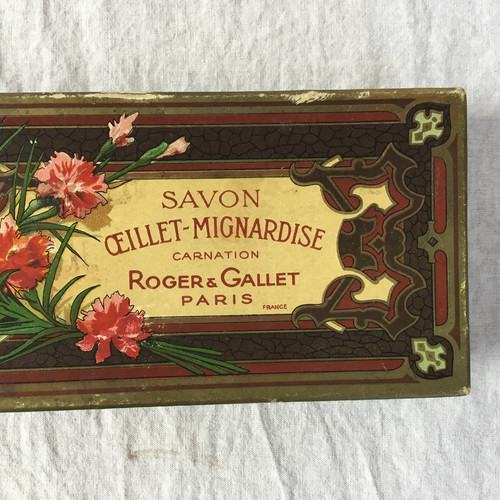 SAVON
ŒILLET-MIGNARDISE
CARNATION
ROGER & GALLET
PARIS
FRANCE